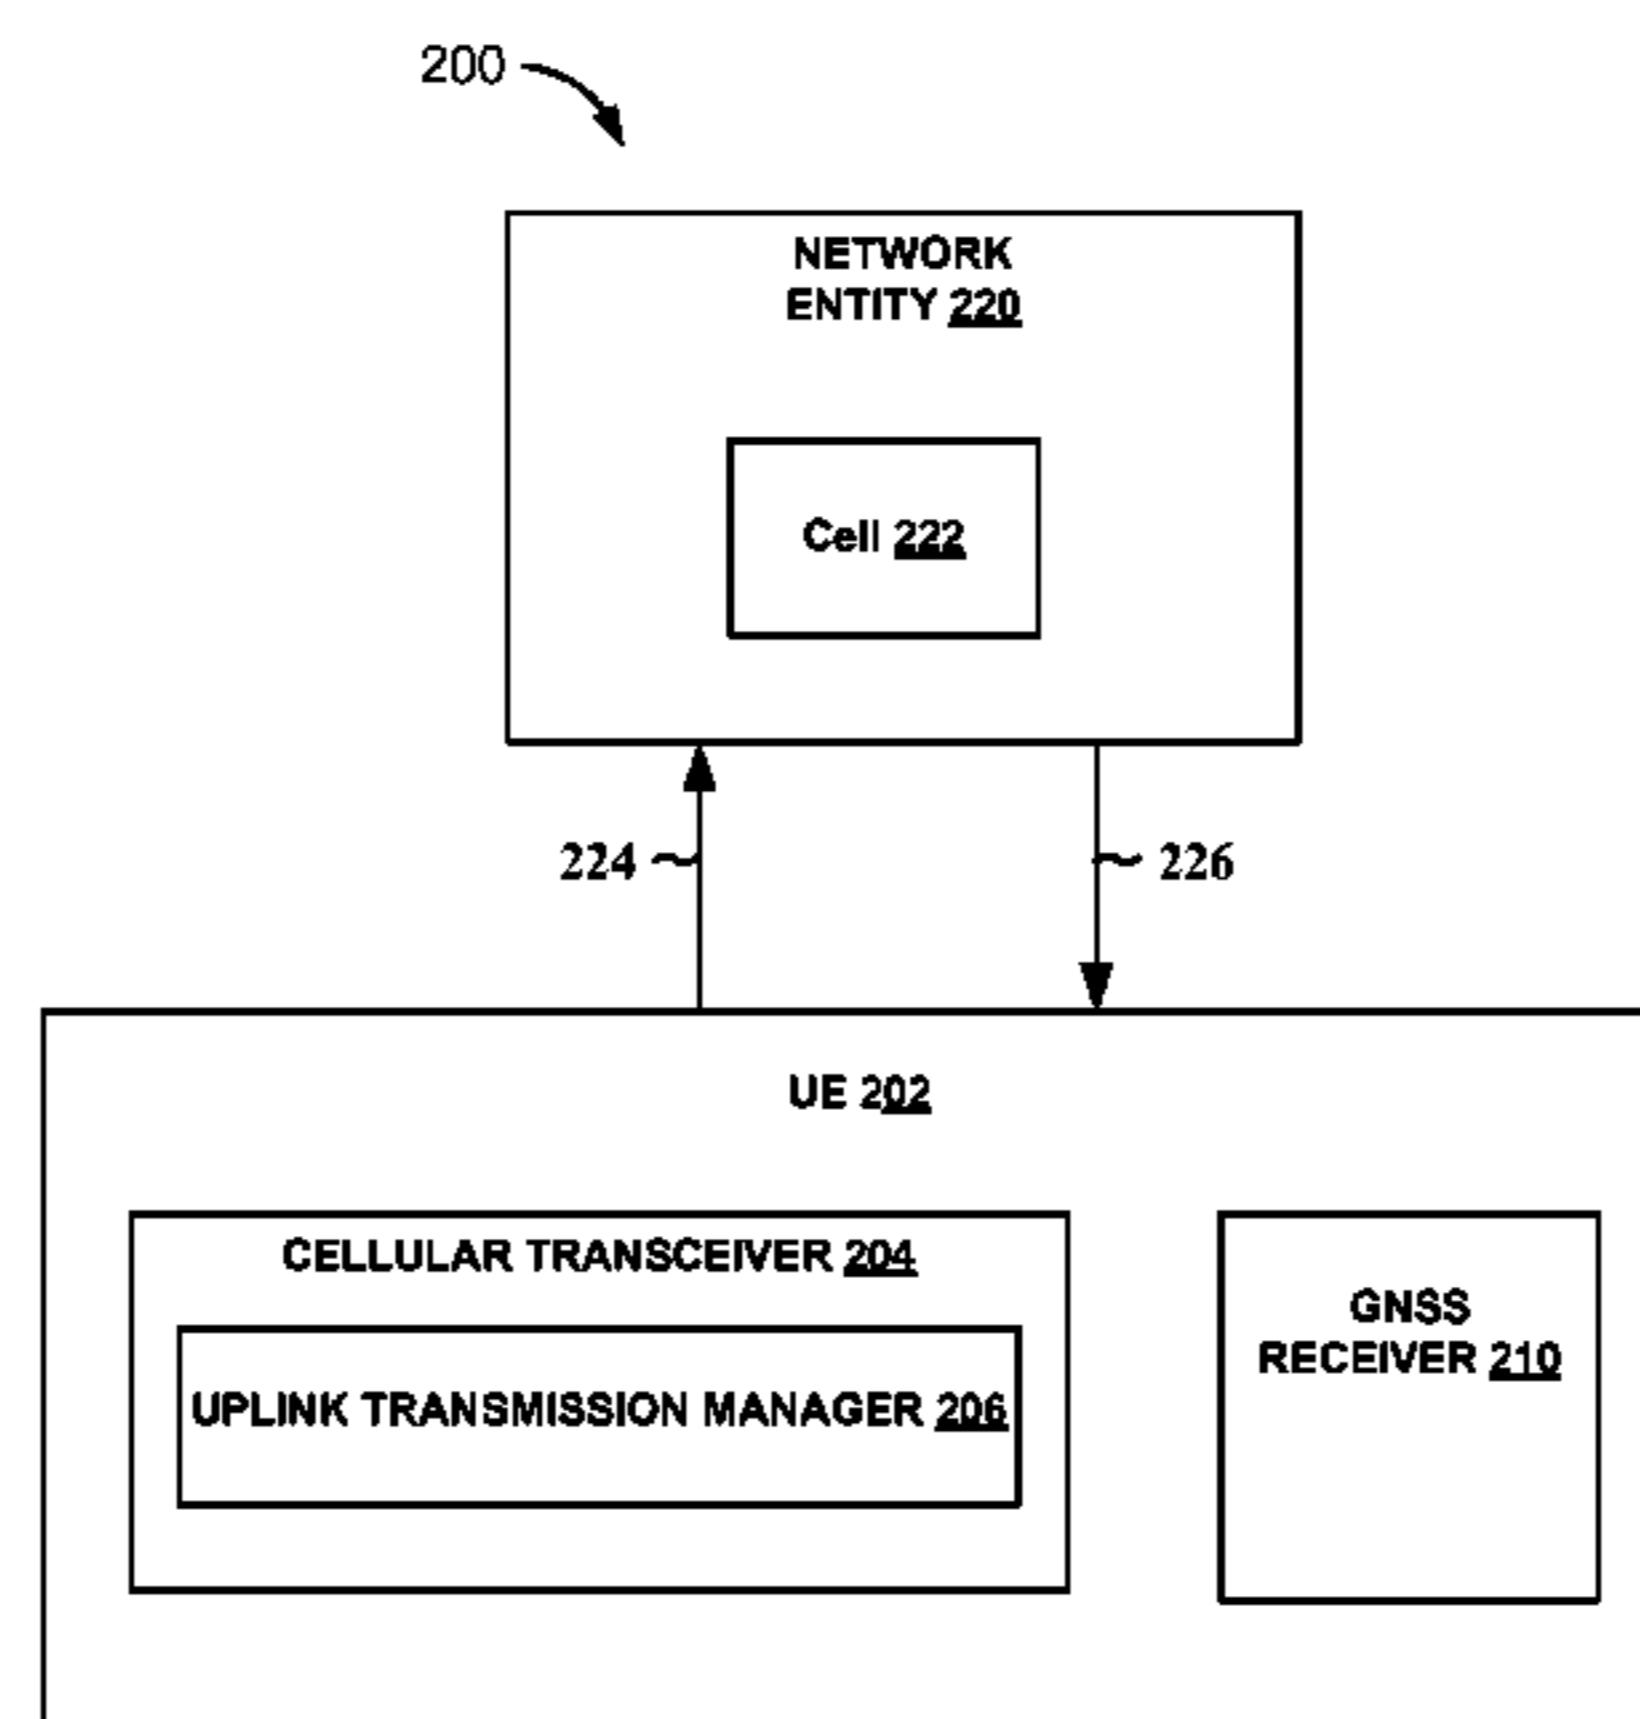 200
NETWORK
ENTITY 220
Cell 222
224
226
UE 202
CELLULAR TRANSCEIVER 204
UPLINK TRANSMISSION MANAGER 206
GNSS
RECEIVER 210